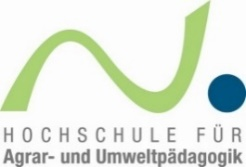 HOCHSCHULE FÜR
Agrar- und Umweltpädagogik